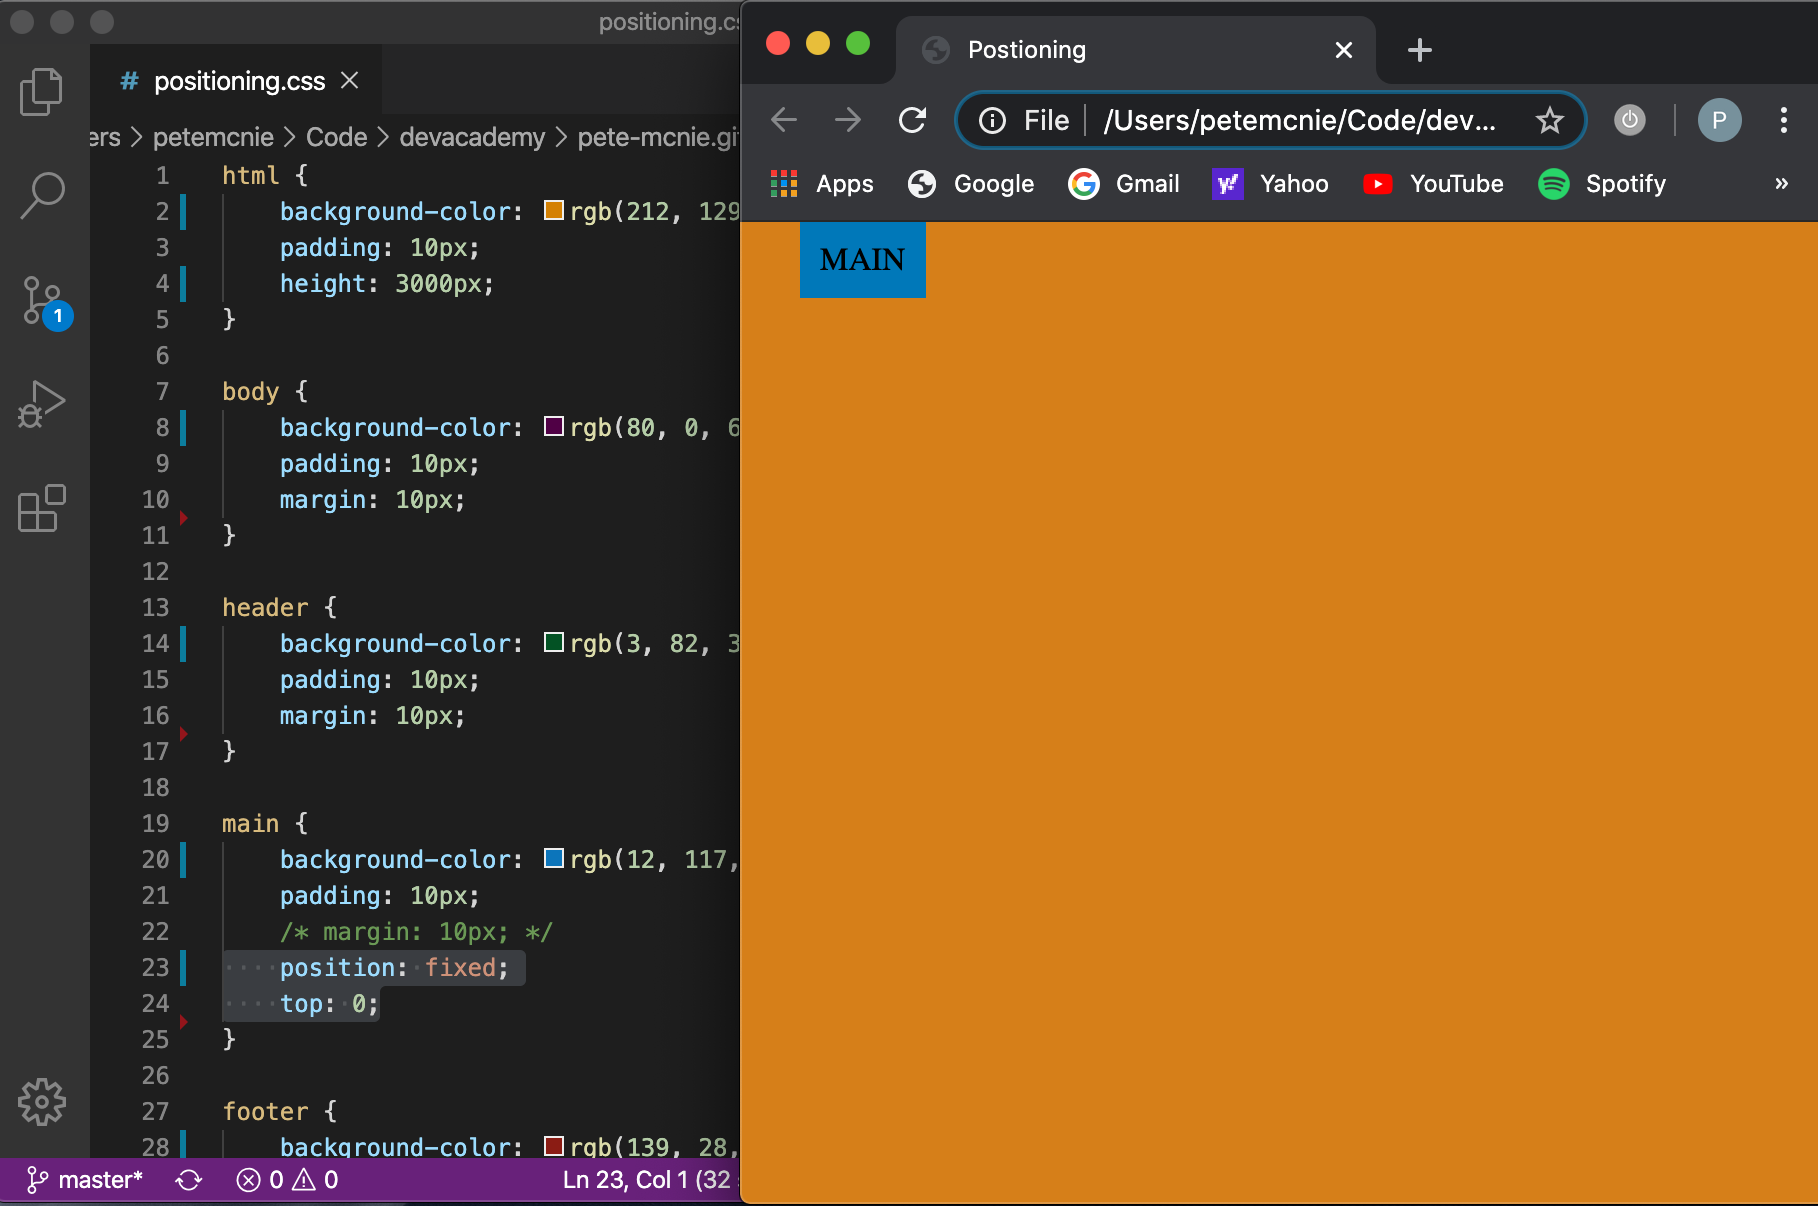 positioning.cs
# positioning.css
ers > petemcnie > Code > devacademy > pete-mcnie.gi
1 html {
2 background-color: rgb(212, 129
3 padding: 10px;
4 height: 3000px;
5 }
6
7 body {
8 background-color: rgb(80, 0, 6
9 padding: 10px;
10 margin: 10px;
11 }
12
13 header {
14 background-color: rgb(3, 82, 3
15 padding: 10px;
16 margin: 10px;
17 }
18
19 main {
20 background-color: rgb(12, 117,
21 padding: 10px;
22 /* margin: 10px; */
23 position: fixed;
24 top: 0;
25 }
26
27 footer {
28 background-color: rgb(139, 28,
1
master* 0 0 Ln 23, Col 1 (32 s
Postioning
File /Users/petemcnie/Code/dev... P
Apps Google Gmail Yahoo YouTube Spotify »
MAIN